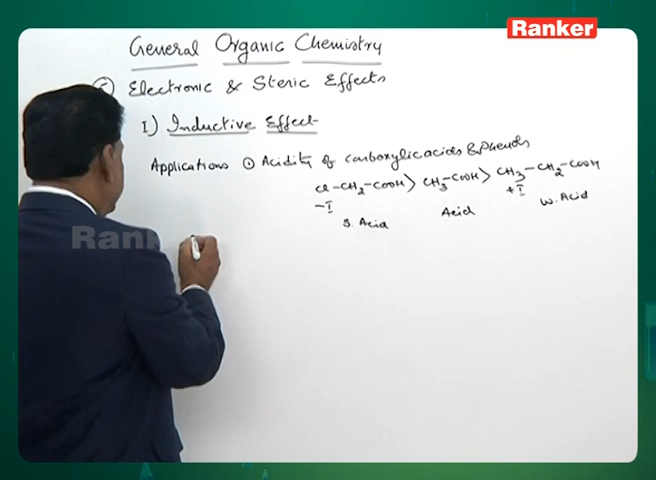 Ranker
General Organic Chemistry
Electronic & Steric Effects
I) Inductive Effect
Applications ① Acidity of Carboxylic acids & Phenols
Cl-CH2-COOH > CH3-COOH > CH3-CH2-COOH
-I +I
S. Acid Acid W. Acid
Ran